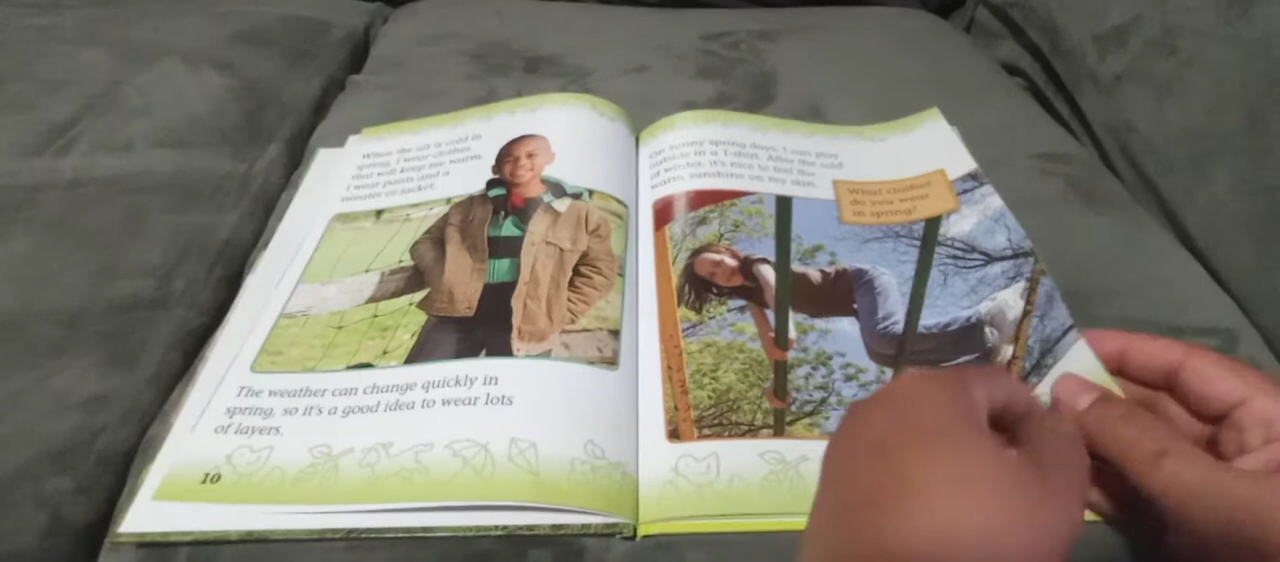 When the air is cold in
spring, I wear clothes
that will keep me warm.
I wear pants and a
sweater or jacket.
The weather can change quickly in
spring, so it's a good idea to wear lots
of layers.
10
On sunny spring days, I can play
outside in a T-shirt. After the cold
of winter, it's nice to feel the
warm sunshine on my skin.
What clothes
do you wear
in spring?